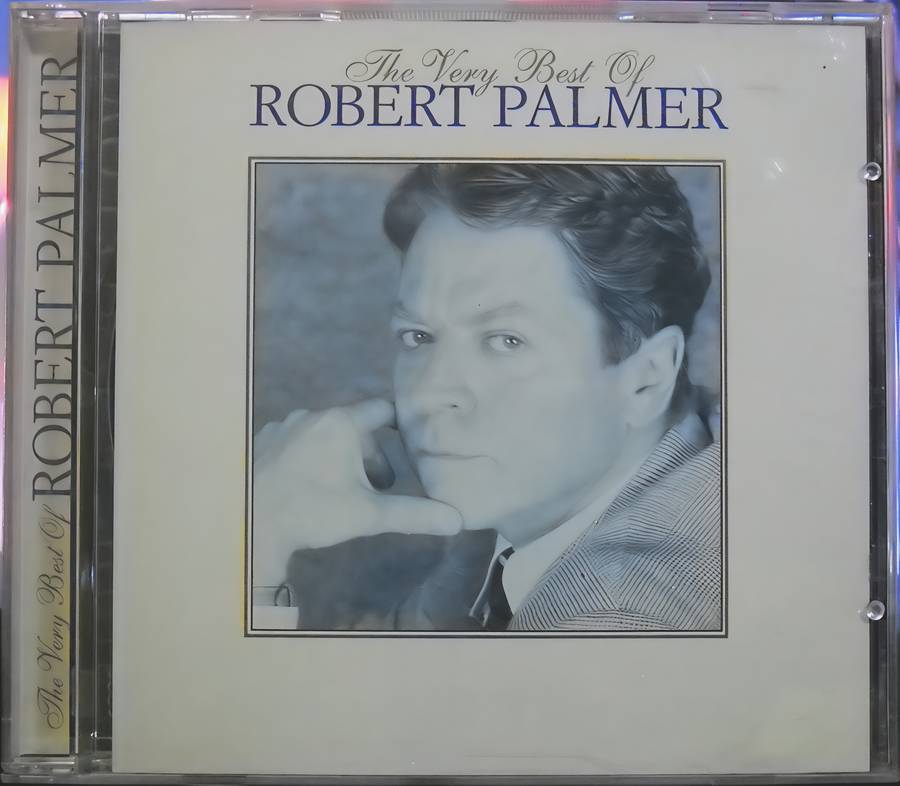 The Very Best Of
ROBERT PALMER
The Very Best Of ROBERT PALMER